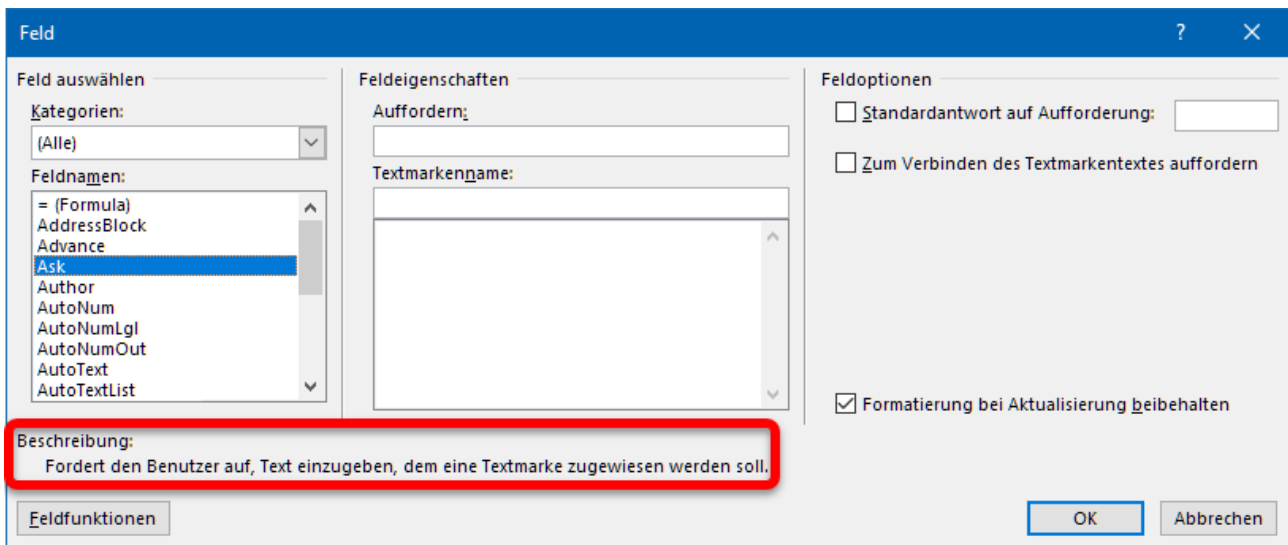 Feld
?
Feld auswählen
Kategorien:
(Alle)
Feldnamen:
= (Formula)
AddressBlock
Advance
Ask
Author
AutoNum
AutoNumLgl
AutoNumOut
AutoText
AutoTextList
Feldeigenschaften
Auffordern:
Textmarkenname:
Feldoptionen
Standardantwort auf Aufforderung:
Zum Verbinden des Textmarkentextes auffordern
Formatierung bei Aktualisierung beibehalten
Beschreibung:
Fordert den Benutzer auf, Text einzugeben, dem eine Textmarke zugewiesen werden soll.
Feldfunktionen
OK
Abbrechen